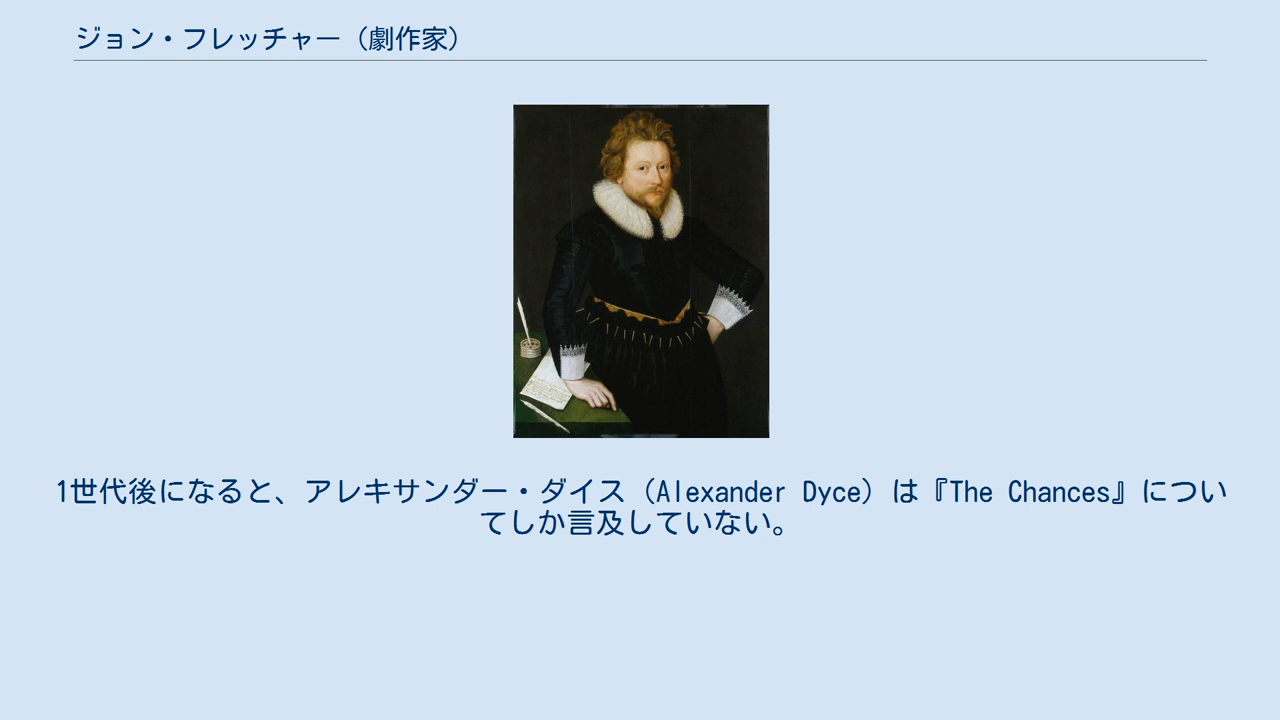 ジョン・フレッチャー（劇作家）
1世代後になると、アレキサンダー・ダイス（Alexander Dyce）は『The Chances』につい
てしか言及していない。